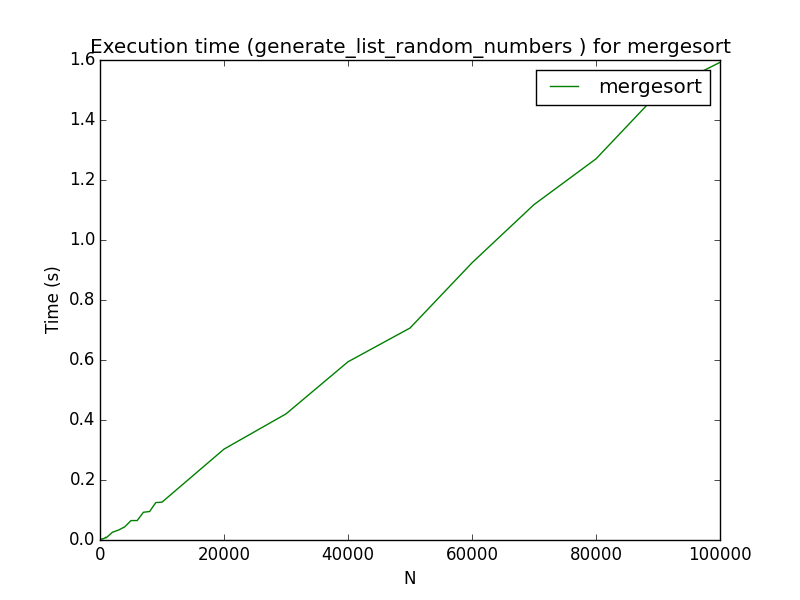 Execution time (generate_list_random_numbers ) for mergesort
mergesort
1.6
1.4
1.2
1.0
0.8
0.6
0.4
0.2
0.0
Time (s)
0 20000 40000 60000 80000 100000
N